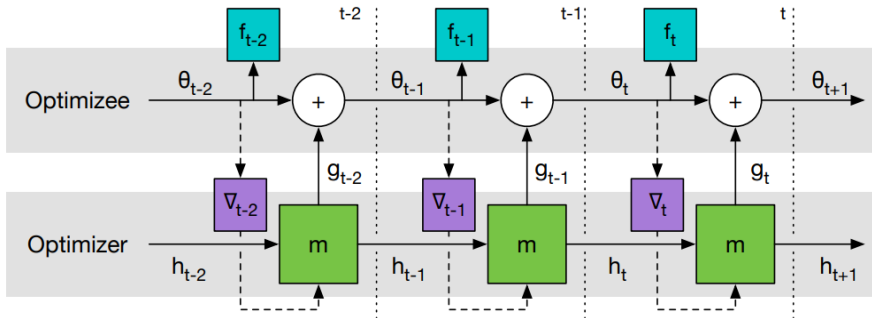 t-2 t-1 t
f_{t-2} f_{t-1} f_t
Optimizee θ_{t-2} + θ_{t-1} + θ_t + θ_{t+1}
g_{t-2} g_{t-1} g_t
∇_{t-2} ∇_{t-1} ∇_t
Optimizer m m m
h_{t-2} h_{t-1} h_t h_{t+1}